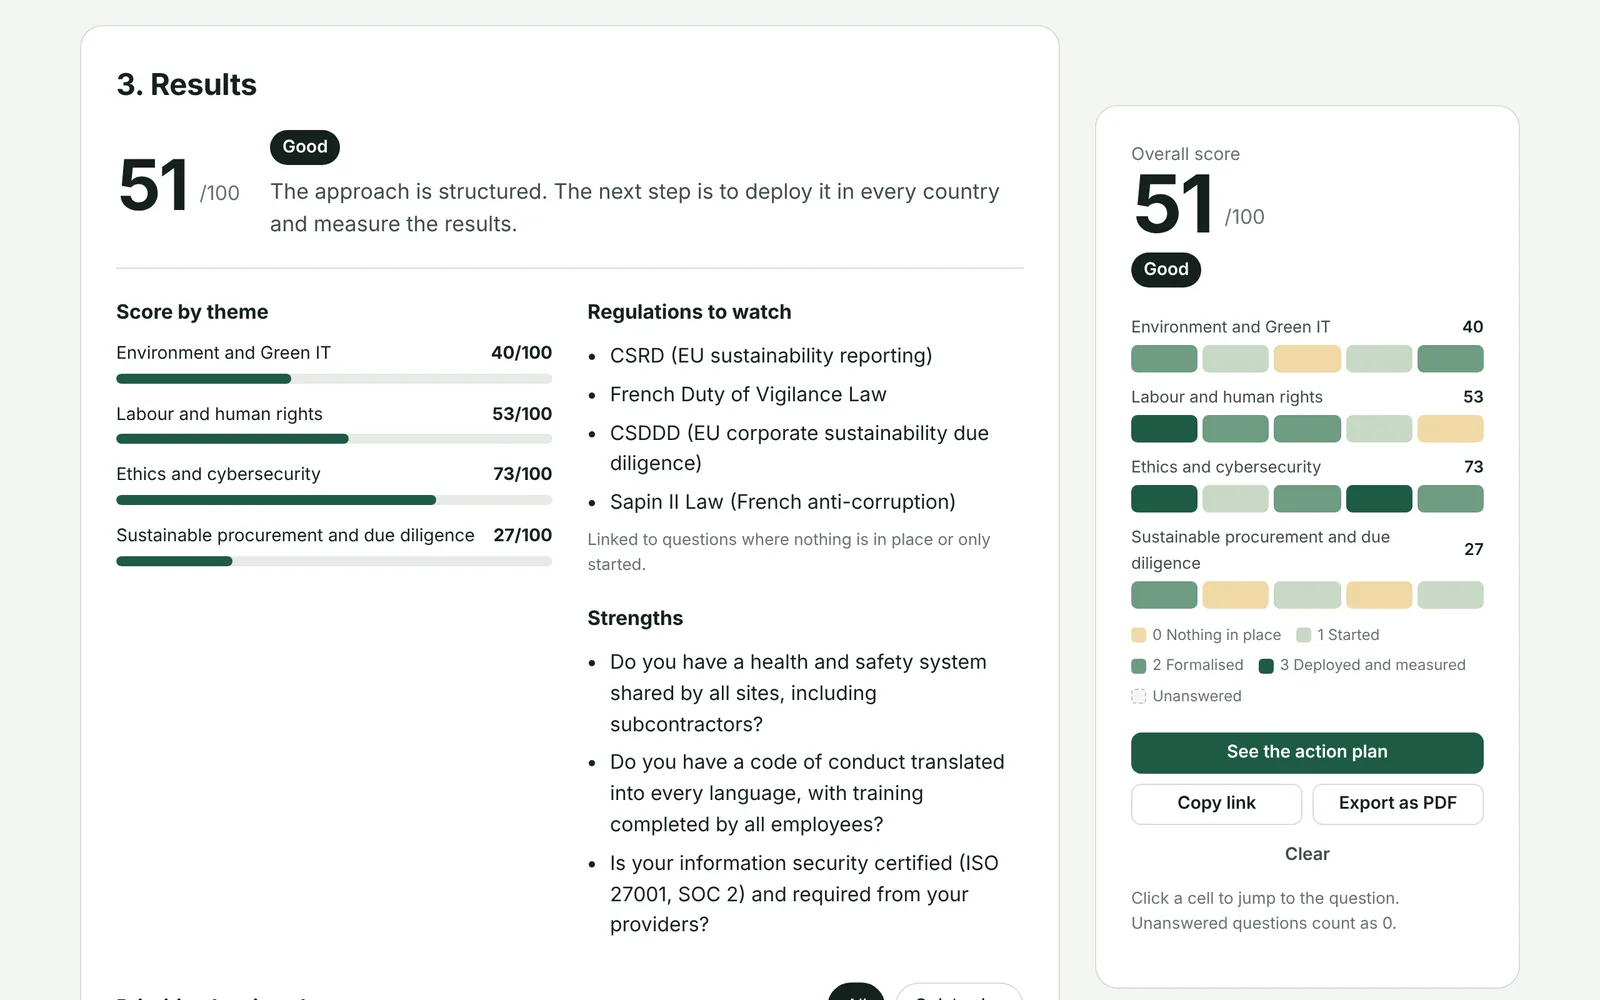 3. Results
51 /100
Good
The approach is structured. The next step is to deploy it in every country
and measure the results.
Score by theme
Environment and Green IT 40/100
Labour and human rights 53/100
Ethics and cybersecurity 73/100
Sustainable procurement and due diligence 27/100
Regulations to watch
• CSRD (EU sustainability reporting)
• French Duty of Vigilance Law
• CSDDD (EU corporate sustainability due
diligence)
• Sapin II Law (French anti-corruption)
Linked to questions where nothing is in place or only
started.
Strengths
• Do you have a health and safety system
shared by all sites, including
subcontractors?
• Do you have a code of conduct translated
into every language, with training
completed by all employees?
• Is your information security certified (ISO
27001, SOC 2) and required from your
providers?
Overall score
51 /100
Good
Environment and Green IT 40
Labour and human rights 53
Ethics and cybersecurity 73
Sustainable procurement and due
diligence 27
0 Nothing in place 1 Started
2 Formalised 3 Deployed and measured
Unanswered
See the action plan
Copy link Export as PDF
Clear
Click a cell to jump to the question.
Unanswered questions count as 0.